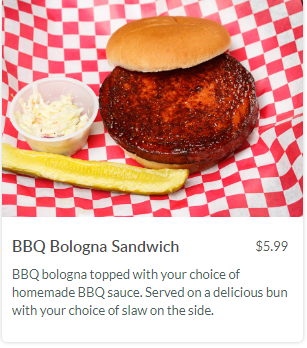 BBQ Bologna Sandwich $5.99
BBQ bologna topped with your choice of
homemade BBQ sauce. Served on a delicious bun
with your choice of slaw on the side.